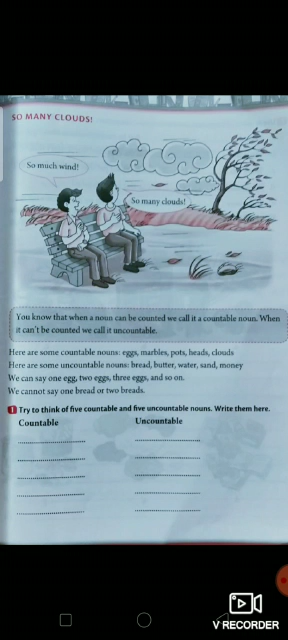 SO MANY CLOUDS!
So much wind!
So many clouds!
You know that when a noun can be counted we call it a countable noun. When
it can't be counted we call it uncountable.
Here are some countable nouns: eggs, marbles, pots, heads, clouds
Here are some uncountable nouns: bread, butter, water, sand, money
We can say one egg, two eggs, three eggs, and so on.
We cannot say one bread or two breads.
1 Try to think of five countable and five uncountable nouns. Write them here.
Countable Uncountable
V RECORDER